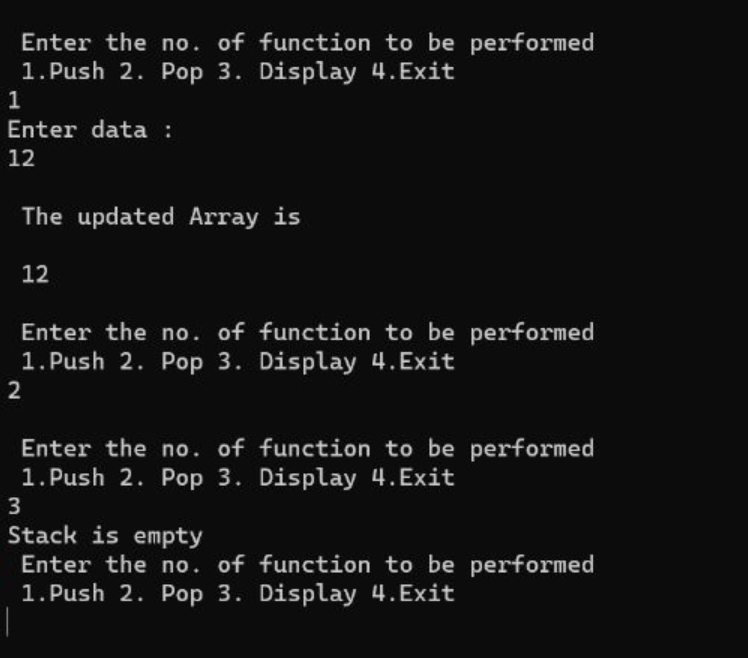 Enter the no. of function to be performed
1.Push 2. Pop 3. Display 4.Exit
1
Enter data :
12
The updated Array is
12
Enter the no. of function to be performed
1.Push 2. Pop 3. Display 4.Exit
2
Enter the no. of function to be performed
1.Push 2. Pop 3. Display 4.Exit
3
Stack is empty
Enter the no. of function to be performed
1.Push 2. Pop 3. Display 4.Exit